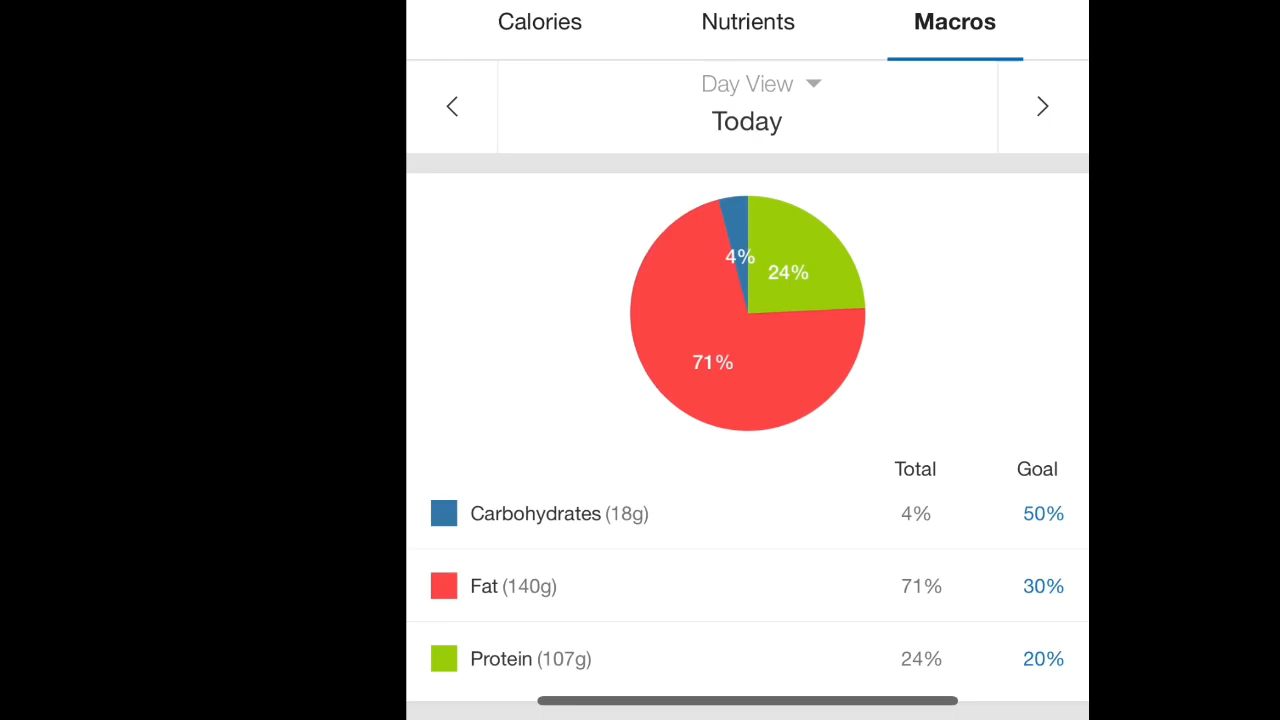 Calories Nutrients Macros
Day View
Today
4%
24%
71%
Total Goal
Carbohydrates (18g) 4% 50%
Fat (140g) 71% 30%
Protein (107g) 24% 20%